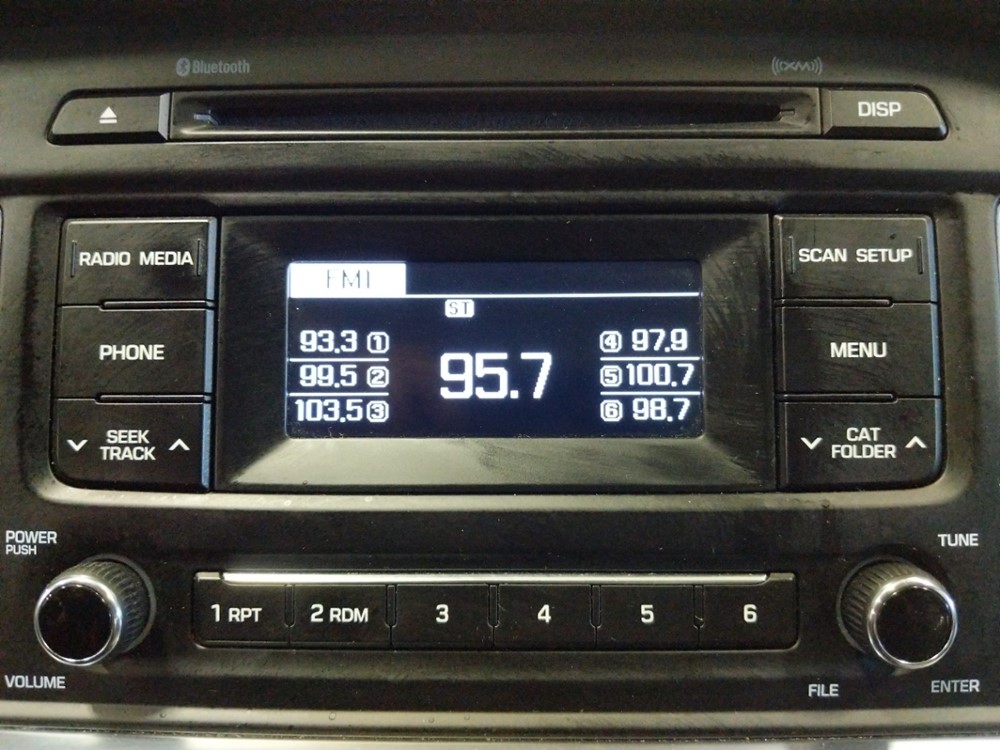 Bluetooth
((XM))
DISP
RADIO MEDIA
SCAN SETUP
FM1
ST
93.3 1
4 97.9
PHONE
95.7
MENU
99.5 2
5 100.7
103.5 3
6 98.7
SEEK
TRACK
CAT
FOLDER
POWER
PUSH
TUNE
1 RPT
2 RDM
3
4
5
6
VOLUME
FILE
ENTER